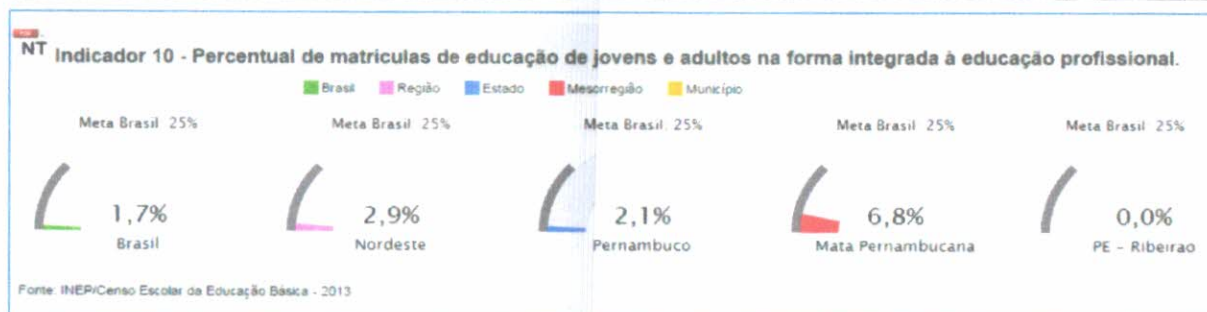 NT Indicador 10 - Percentual de matriculas de educação de jovens e adultos na forma integrada à educação profissional.
Brasil Região Estado Mesorregião Município
Meta Brasil 25% Meta Brasil 25% Meta Brasil 25% Meta Brasil 25% Meta Brasil 25%
1,7% 2,9% 2,1% 6,8% 0,0%
Brasil Nordeste Pernambuco Mata Pernambucana PE - Ribeirao
Fonte: INEP/Censo Escolar da Educação Básica - 2013